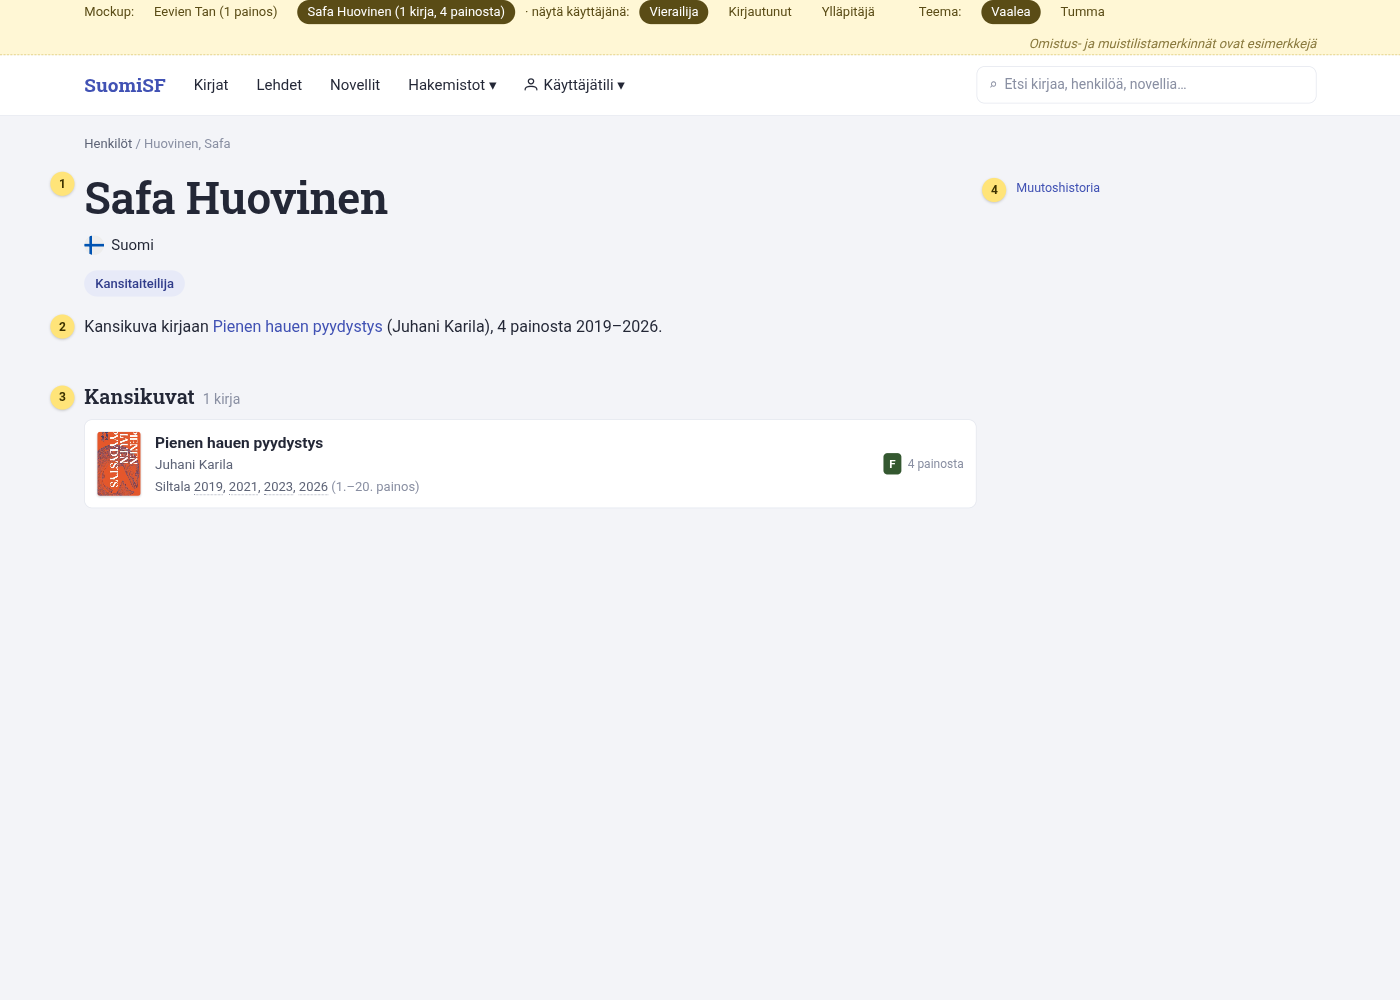 Mockup: Eevien Tan (1 painos) Safa Huovinen (1 kirja, 4 painosta) · näytä käyttäjänä: Vierailija Kirjautunut Ylläpitäjä Teema: Vaalea Tumma
Omistus- ja muistilistamerkinnät ovat esimerkkejä
SuomiSF Kirjat Lehdet Novellit Hakemistot ▾ Käyttäjätili ▾ Etsi kirjaa, henkilöä, novellia…
Henkilöt / Huovinen, Safa
1 Safa Huovinen
4 Muutoshistoria
Suomi
Kansitaiteilija
2 Kansikuva kirjaan Pienen hauen pyydystys (Juhani Karila), 4 painosta 2019–2026.
3 Kansikuvat 1 kirja
PIENEN HAUEN PYYDYSTYS
Pienen hauen pyydystys
Juhani Karila
F 4 painosta
Siltala 2019, 2021, 2023, 2026 (1.–20. painos)